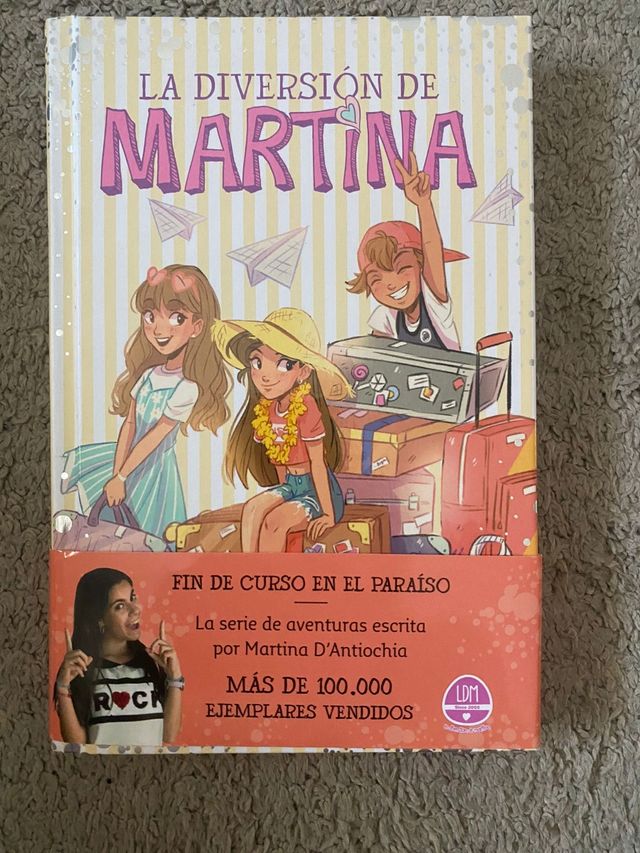 LA DIVERSIÓN DE
MARTINA
FIN DE CURSO EN EL PARAÍSO
La serie de aventuras escrita
por Martina D'Antiochia
MÁS DE 100.000
EJEMPLARES VENDIDOS
ROCK
LDM